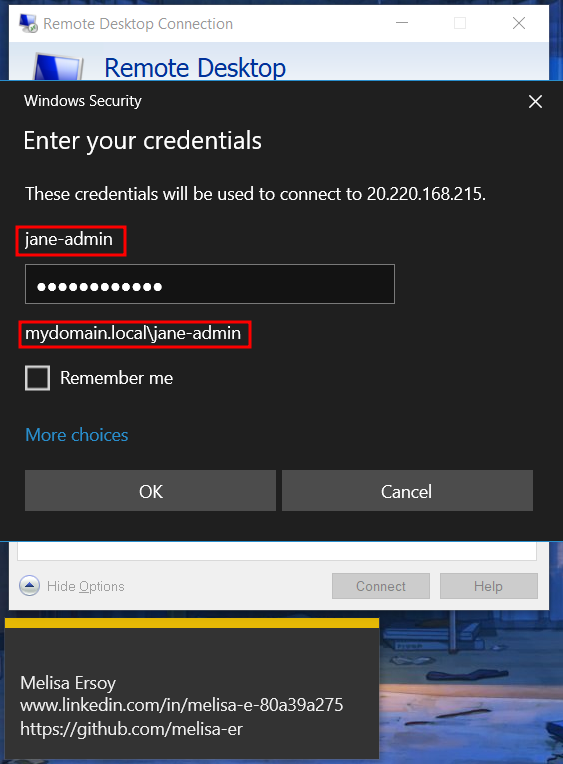 Remote Desktop Connection
Remote Desktop
Windows Security
Enter your credentials
These credentials will be used to connect to 20.220.168.215.
jane-admin
●●●●●●●●●●●●
mydomain.local\jane-admin
Remember me
More choices
OK Cancel
Hide Options Connect Help
Melisa Ersoy
www.linkedin.com/in/melisa-e-80a39a275
https://github.com/melisa-er